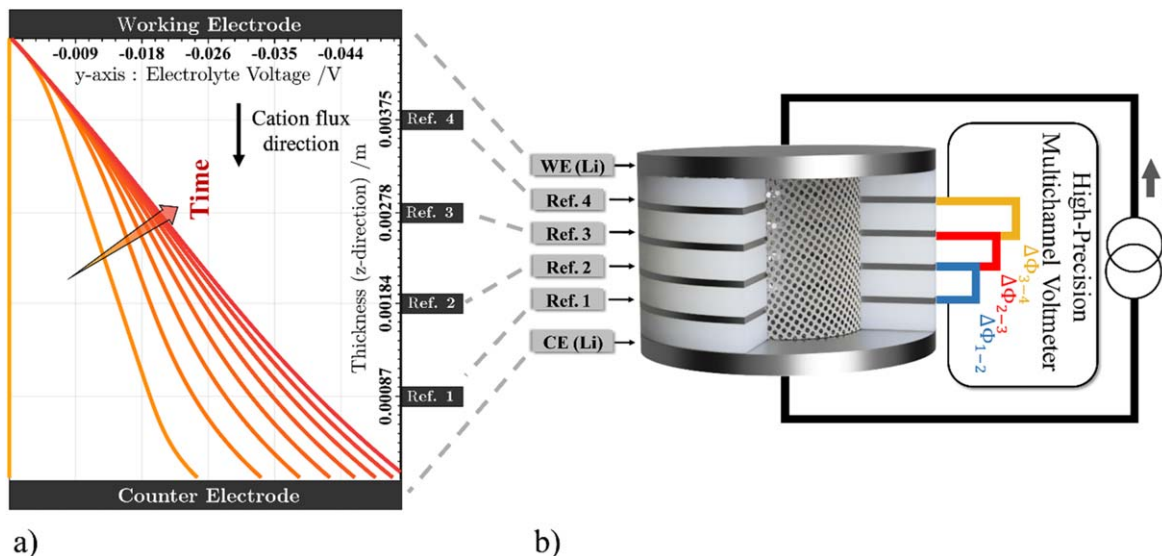 Working Electrode
-0.009 -0.018 -0.026 -0.035 -0.044
y-axis : Electrolyte Voltage /V
Cation flux
direction
Time
Thickness (z-direction) /m
0.00375
0.00278
0.00184
0.00087
Ref. 4
Ref. 3
Ref. 2
Ref. 1
Counter Electrode
a)
WE (Li)
Ref. 4
Ref. 3
Ref. 2
Ref. 1
CE (Li)
ΔΦ3−4
ΔΦ2−3
ΔΦ1−2
High-Precision
Multichannel Voltmeter
b)